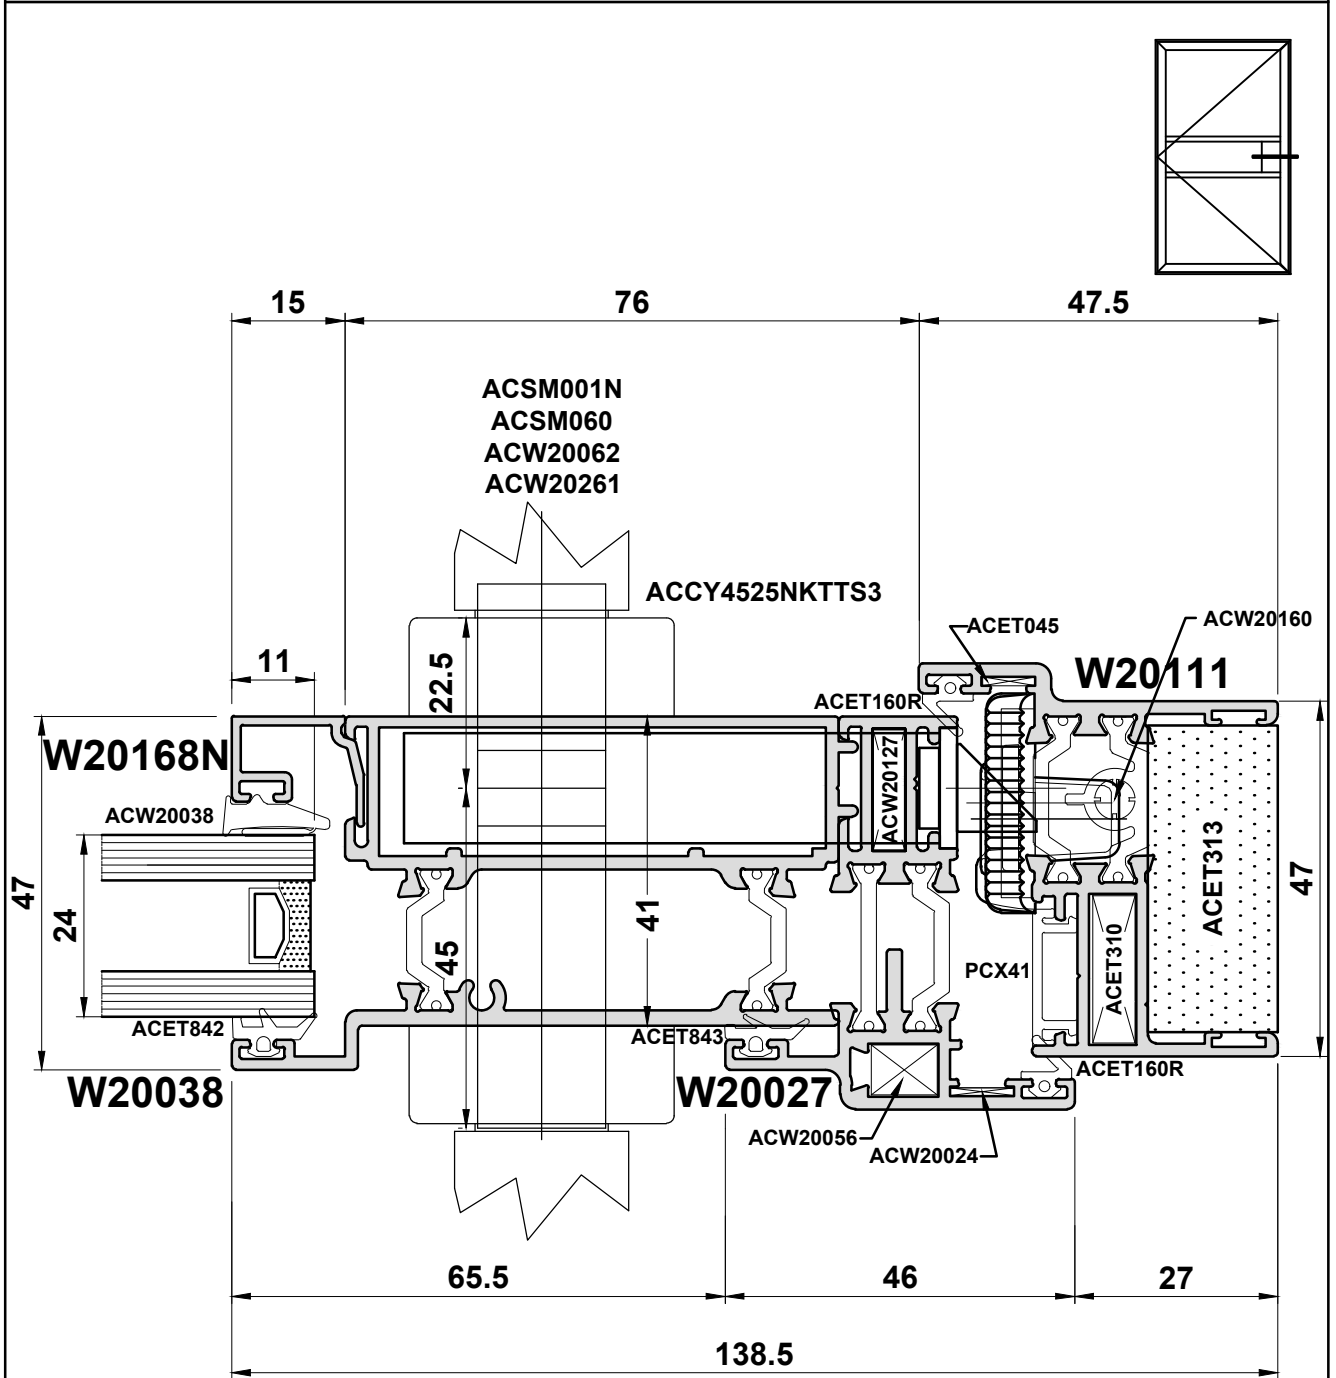 15
76
47.5
ACSM001N
ACSM060
ACW20062
ACW20261
ACCY4525NKTTS3
ACET045
ACW20160
11
22.5
W20111
ACET160R
W20168N
ACW20127
ACW20038
ACET313
47
24
41
47
45
PCX41
ACET310
ACET842
ACET843
ACET160R
W20038
W20027
ACW20056
ACW20024
65.5
46
27
138.5